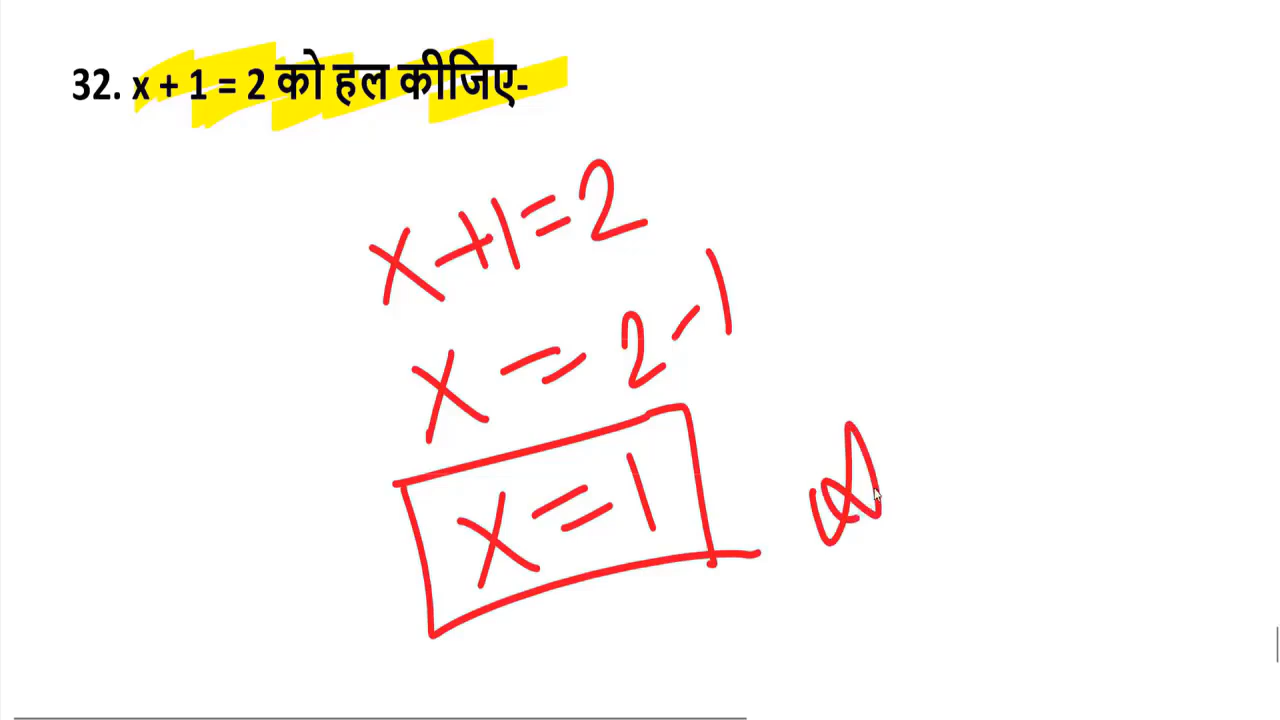 32. x + 1 = 2 को हल कीजिए-
x+1=2
x = 2-1
x=1